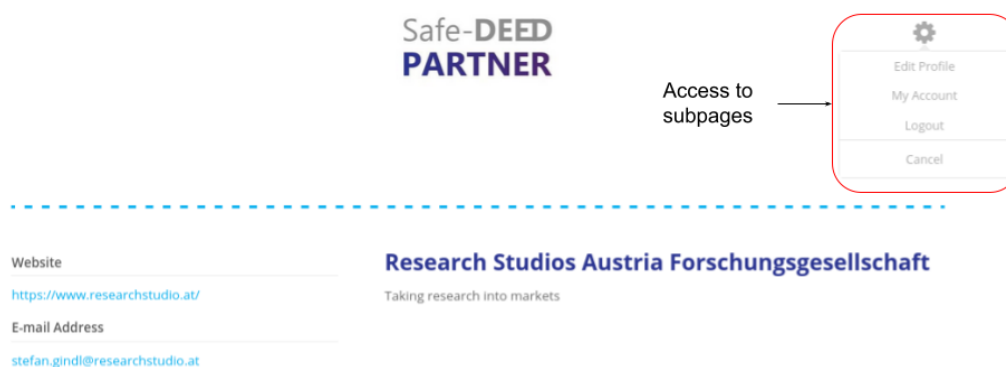 Safe-DEED
PARTNER
Access to
subpages
Edit Profile
My Account
Logout
Cancel
Website
https://www.researchstudio.at/
E-mail Address
stefan.gindl@researchstudio.at
Research Studios Austria Forschungsgesellschaft
Taking research into markets